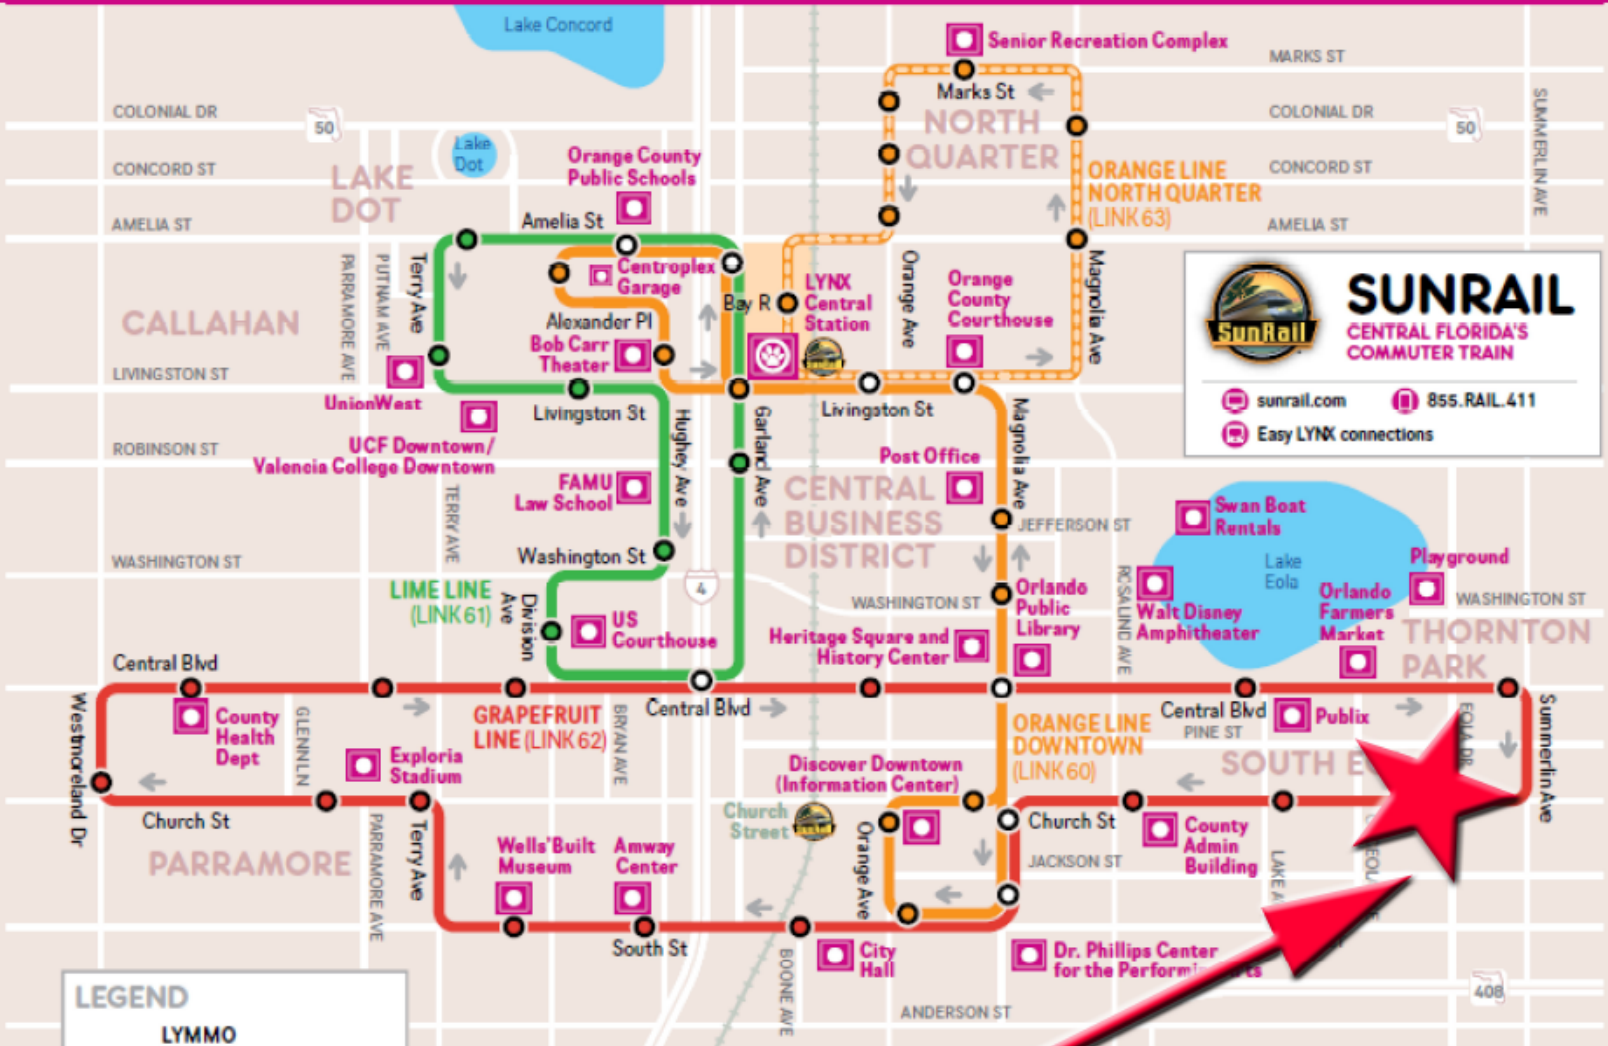 Lake Concord
Senior Recreation Complex
MARKS ST
Marks St
COLONIAL DR
50
NORTH
QUARTER
COLONIAL DR
50
SUMMERLIN AVE
Lake
Dot
Orange County
Public Schools
CONCORD ST
LAKE
DOT
ORANGE LINE
NORTH QUARTER
(LINK 63)
CONCORD ST
AMELIA ST
Amelia St
AMELIA ST
PARRAMORE AVE
PUTNAM AVE
Terry Ave
Centroplex
Garage
Bay R
LYNX
Central
Station
Orange Ave
Orange
County
Courthouse
Magnolia Ave
SunRail
SUNRAIL
CENTRAL FLORIDA'S
COMMUTER TRAIN
sunrail.com
855.RAIL.411
Easy LYNX connections
CALLAHAN
Alexander Pl
Bob Carr
Theater
LIVINGSTON ST
UnionWest
Livingston St
Livingston St
Hughey Ave
Garland Ave
Magnolia Ave
UCF Downtown/
Valencia College Downtown
ROBINSON ST
TERRY AVE
FAMU
Law School
Post Office
CENTRAL
BUSINESS
DISTRICT
JEFFERSON ST
Swan Boat
Rentals
Lake
Eola
Playground
WASHINGTON ST
Washington St
4
LIME LINE
(LINK 61)
Division
Ave
US
Courthouse
WASHINGTON ST
Orlando
Public
Library
Heritage Square and
History Center
ROSALIND AVE
Walt Disney
Amphitheater
Orlando
Farmers
Market
WASHINGTON ST
THORNTON
PARK
Central Blvd
Westmoreland Dr
County
Health
Dept
GLENN LN
GRAPEFRUIT
LINE (LINK 62)
BRYAN AVE
Central Blvd
ORANGE LINE
DOWNTOWN
(LINK 60)
Central Blvd
PINE ST
Publix
SOUTH E
EOLA DR
Summerlin Ave
Exploria
Stadium
Discover Downtown
(Information Center)
Church
Street
Church St
Church St
County
Admin
Building
PARRAMORE
PARRAMORE AVE
Terry Ave
Wells'Built
Museum
Amway
Center
Orange Ave
JACKSON ST
LAKE A
South St
BOONE AVE
City
Hall
Dr. Phillips Center
for the Perform
ts
408
ANDERSON ST
LEGEND
LYMMO